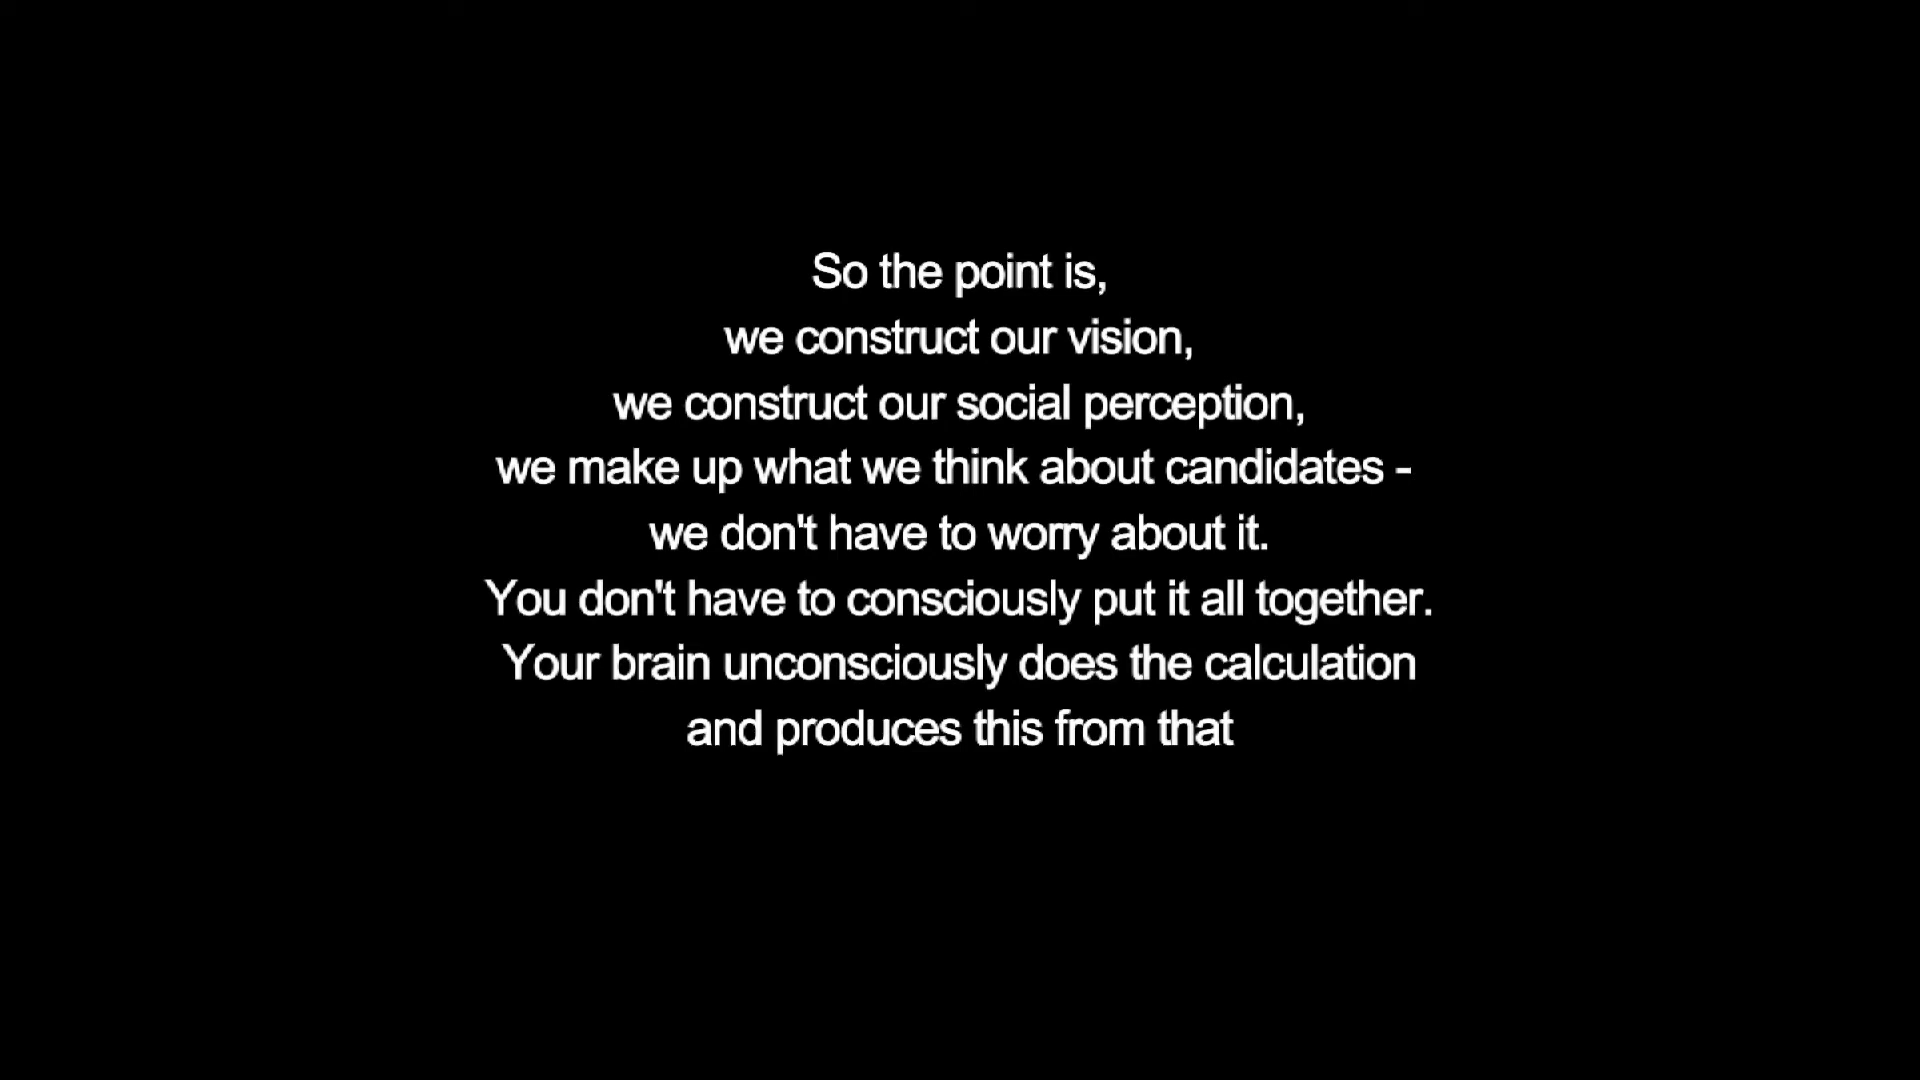 So the point is,
we construct our vision,
we construct our social perception,
we make up what we think about candidates -
we don't have to worry about it.
You don't have to consciously put it all together.
Your brain unconsciously does the calculation
and produces this from that